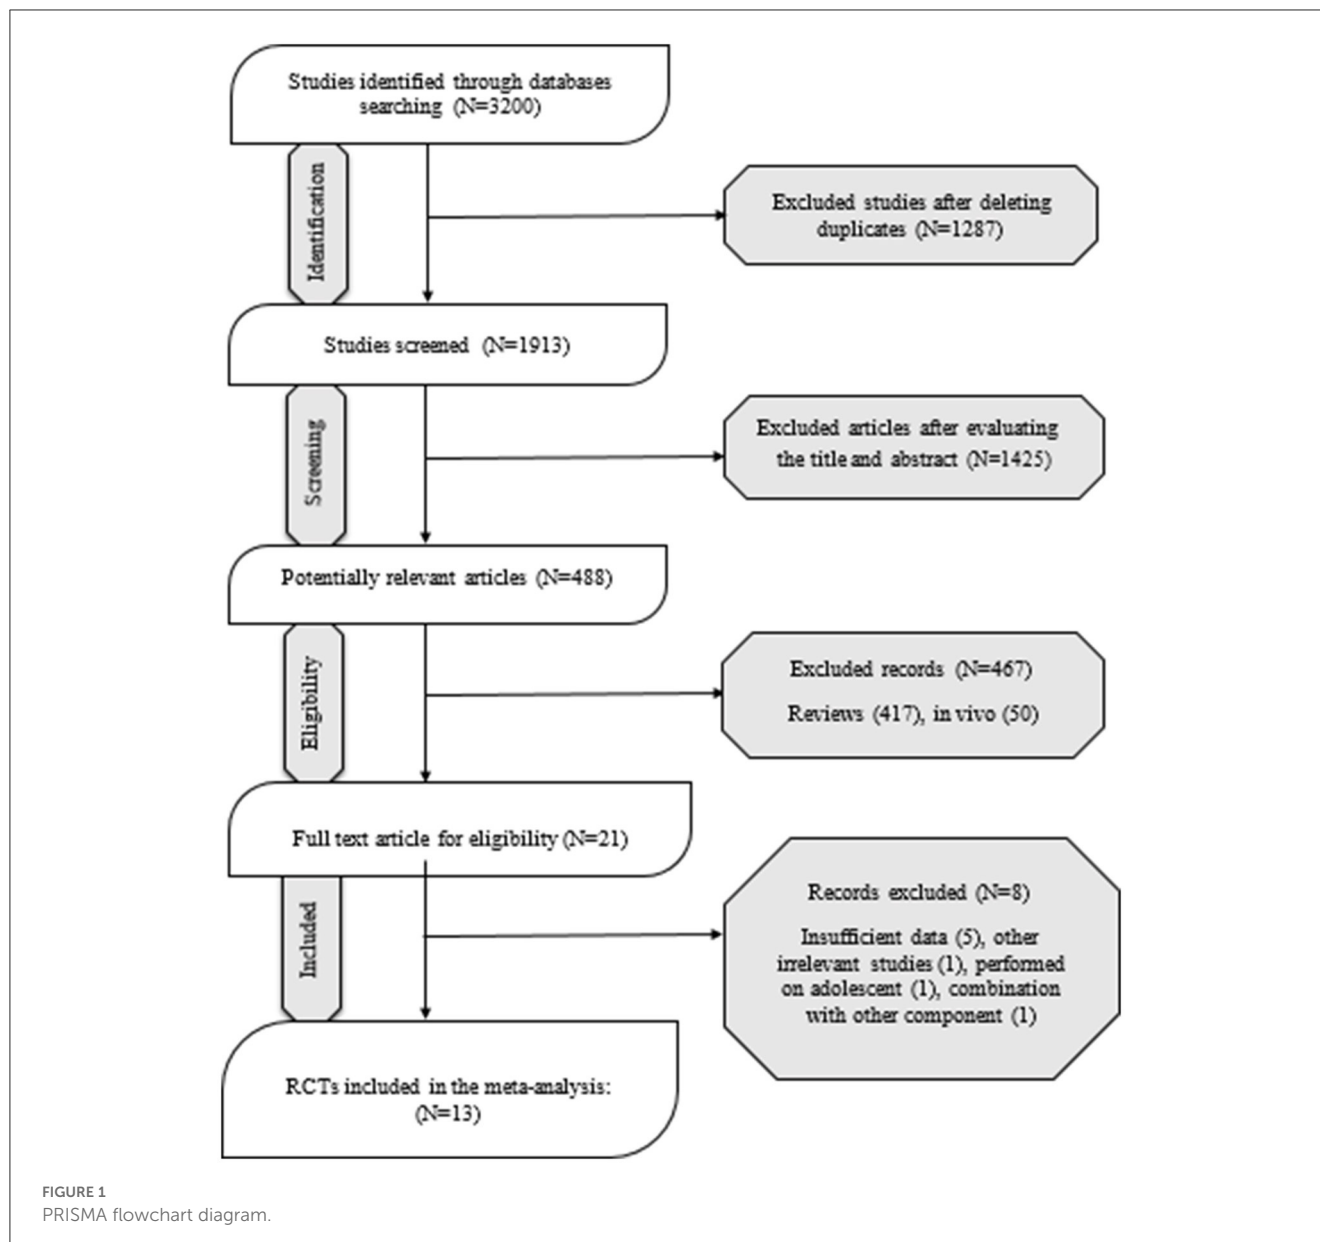 Studies identified through databases
searching (N=3200)
Identification
Excluded studies after deleting
duplicates (N=1287)
Studies screened (N=1913)
Screening
Excluded articles after evaluating
the title and abstract (N=1425)
Potentially relevant articles (N=488)
Eligibility
Excluded records (N=467)
Reviews (417), in vivo (50)
Full text article for eligibility (N=21)
Included
Records excluded (N=8)
Insufficient data (5), other
irrelevant studies (1), performed
on adolescent (1), combination
with other component (1)
RCTs included in the meta-analysis:
(N=13)
FIGURE 1
PRISMA flowchart diagram.